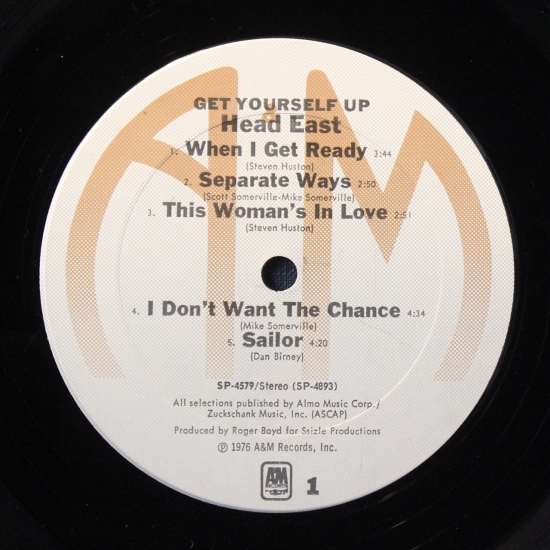 GET YOURSELF UP
Head East
1. When I Get Ready 3:44
(Steven Huston)
2. Separate Ways 2:50
(Scott Somerville-Mike Somerville)
3. This Woman's In Love 2:51
(Steven Huston)
4. I Don't Want The Chance 4:34
(Mike Somerville)
5. Sailor 4:20
(Dan Birney)
SP-4579/Stereo (SP-4893)
All selections published by Almo Music Corp./
Zuckschank Music, Inc. (ASCAP)
Produced by Roger Boyd for Ssizle Productions
℗ 1976 A&M Records, Inc.
A&M
RECORDS
1